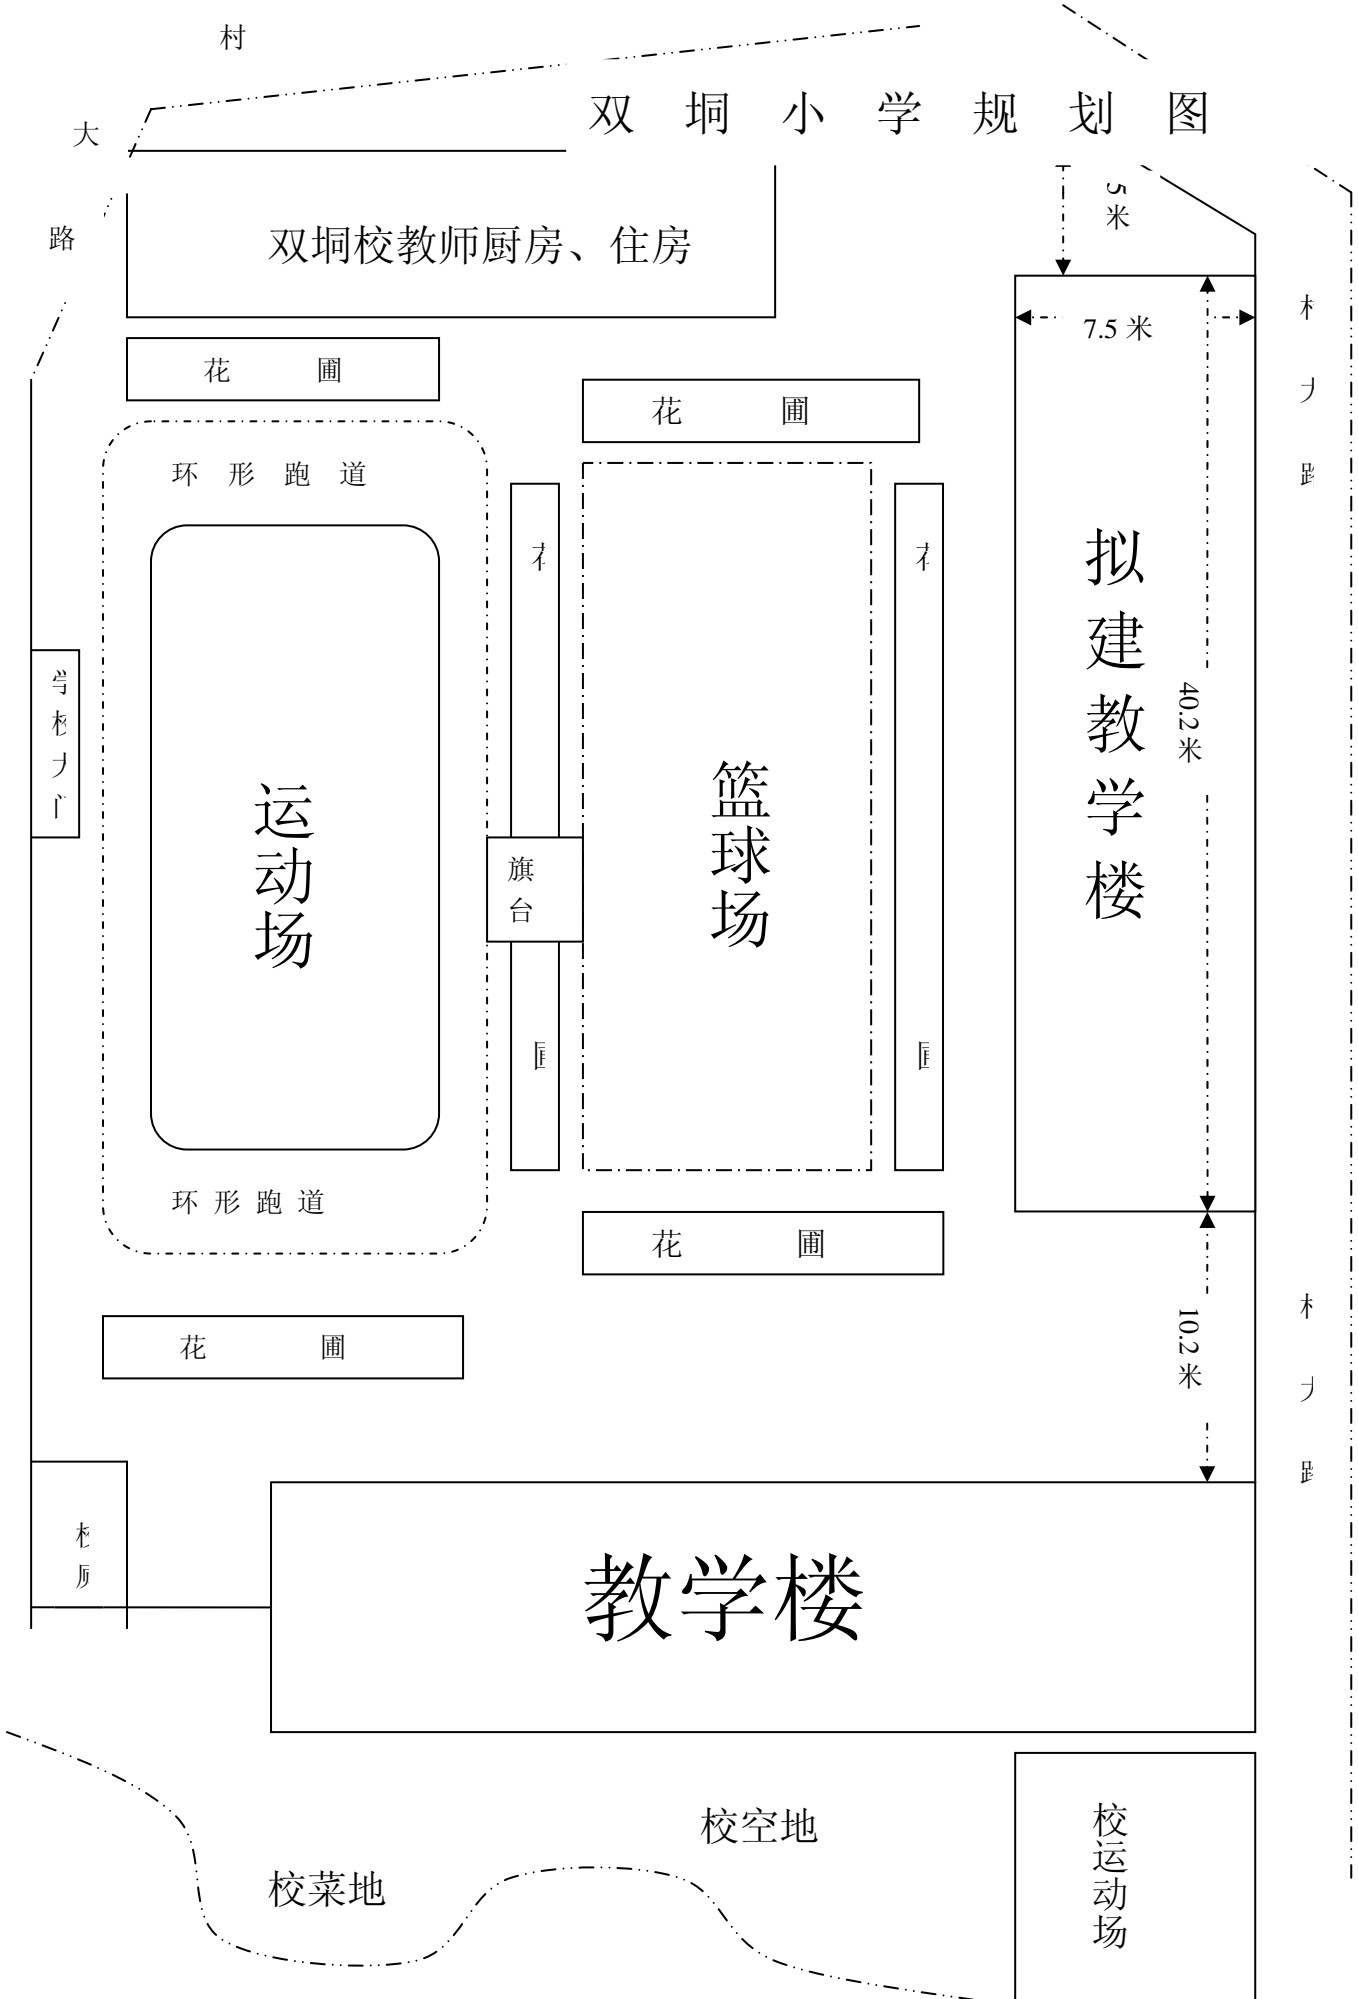 村
大
路
双垌小学规划图
5米
双垌校教师厨房、住房
7.5 米
花 圃
花 圃
环形跑道
拟建教学楼
40.2 米
运动场
篮球场
旗台
环形跑道
花 圃
花 圃
10.2 米
教学楼
校空地
校菜地
校运动场